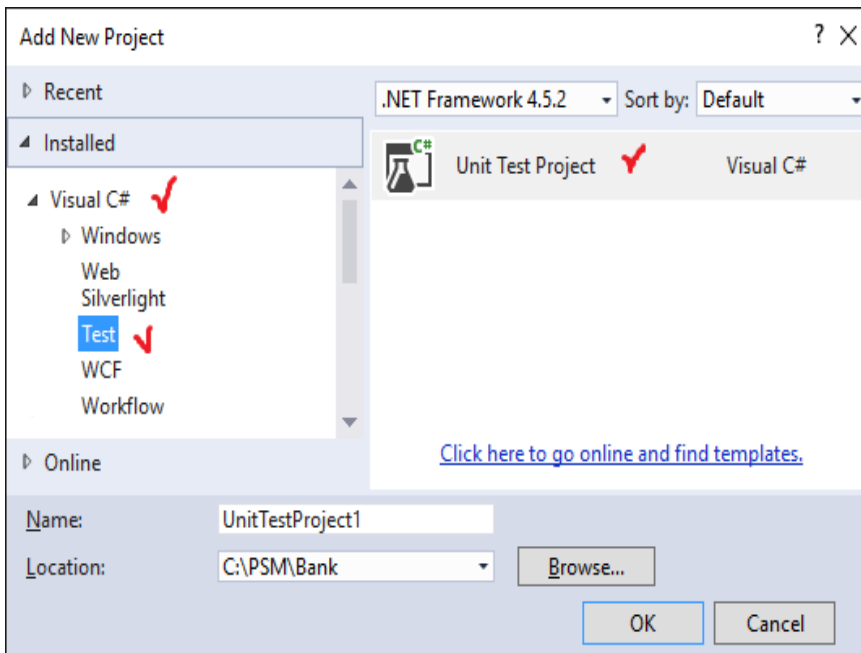 Add New Project
? X
Recent
.NET Framework 4.5.2 Sort by: Default
Installed
C#
Unit Test Project Visual C#
Visual C#
Windows
Web
Silverlight
Test
WCF
Workflow
Online
Click here to go online and find templates.
Name: UnitTestProject1
Location: C:\PSM\Bank Browse...
OK Cancel